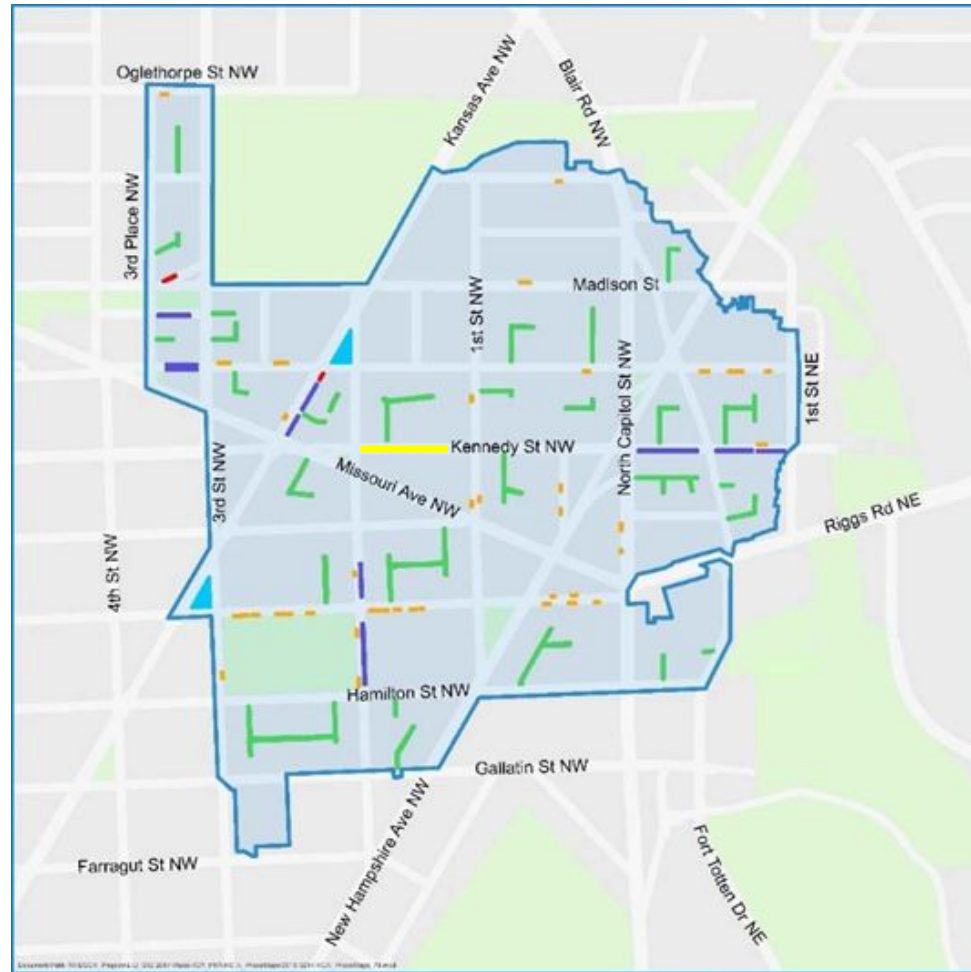 Oglethorpe St NW
Kansas Ave NW
Blair Rd NW
3rd Place NW
Madison St
1st St NW
North Capitol St NW
1st St NE
Kennedy St NW
Missouri Ave NW
3rd St NW
Riggs Rd NE
4th St NW
Hamilton St NW
Gallatin St NW
New Hampshire Ave NW
Fort Totten Dr NE
Farragut St NW